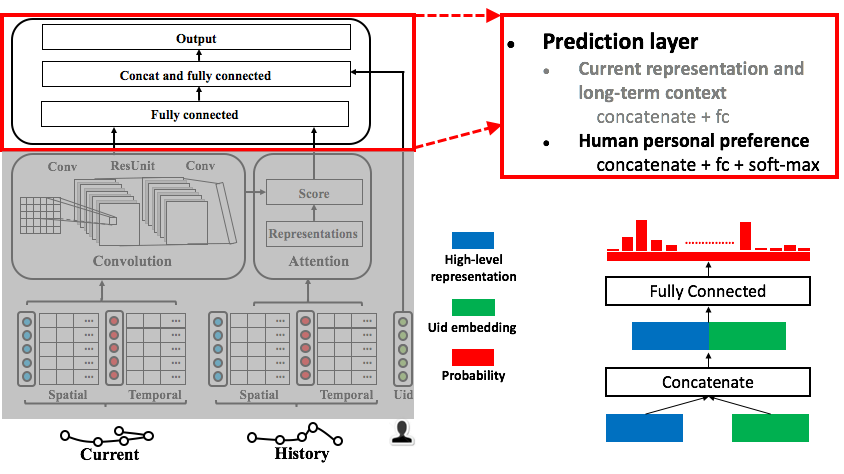 Output
Concat and fully connected
Fully connected
Conv ResUnit Conv
Convolution
Score
Representations
Attention
... ... ... ...
Spatial Temporal Spatial Temporal Uid
Current History
• Prediction layer
• Current representation and
long-term context
concatenate + fc
• Human personal preference
concatenate + fc + soft-max
High-level
representation
Uid embedding
Probability
Fully Connected
Concatenate